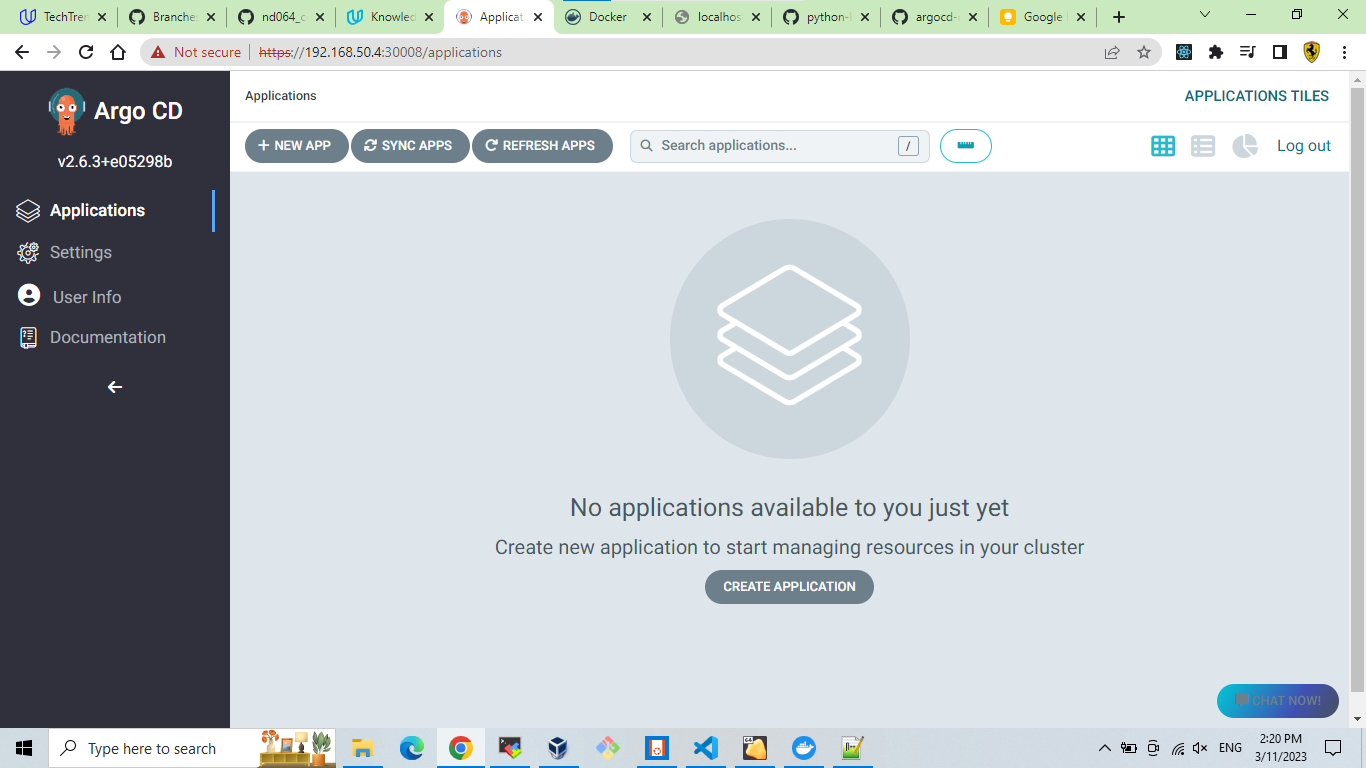 TechTren
Branche
nd064_c
Knowled
Applicat
Docker
localhos
python-
argocd-
Google
Not secure
https://192.168.50.4:30008/applications
Argo CD
v2.6.3+e05298b
Applications
Settings
User Info
Documentation
Applications
APPLICATIONS TILES
NEW APP
SYNC APPS
REFRESH APPS
Search applications...
/
Log out
No applications available to you just yet
Create new application to start managing resources in your cluster
CREATE APPLICATION
CHAT NOW!
Type here to search
ENG
2:20 PM
3/11/2023